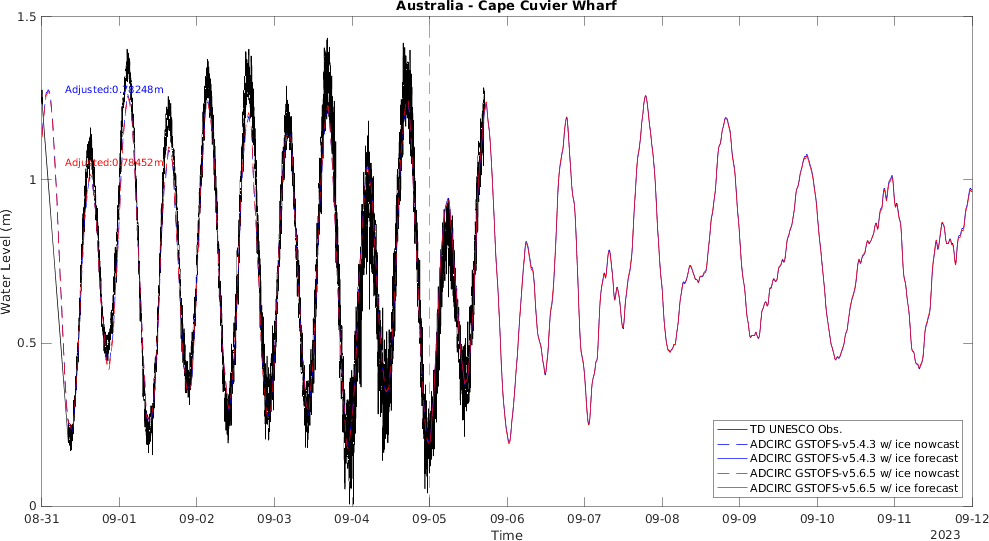 Australia - Cape Cuvier Wharf
1.5
1
0.5
0
Water Level (m)
Adjusted:0.78248m
Adjusted:0.78452m
TD UNESCO Obs.
ADCIRC GSTOFS-v5.4.3 w/ ice nowcast
ADCIRC GSTOFS-v5.4.3 w/ ice forecast
ADCIRC GSTOFS-v5.6.5 w/ ice nowcast
ADCIRC GSTOFS-v5.6.5 w/ ice forecast
08-31 09-01 09-02 09-03 09-04 09-05 09-06 09-07 09-08 09-09 09-10 09-11 09-12
Time
2023